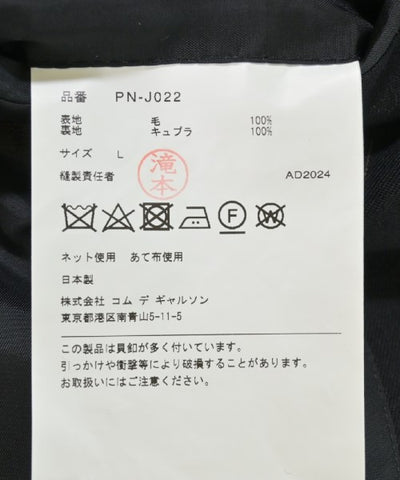 品番 PN-J022
表地 毛 100%
裏地 キュプラ 100%
サイズ L
滝本
縫製責任者 AD2024
F W
ネット使用 あて布使用
日本製
株式会社 コム デ ギャルソン
東京都港区南青山5-11-5
この製品は貝釦が多く付いています。
引っかけや衝撃等により破損することがあります。
お取扱いにはご注意ください。